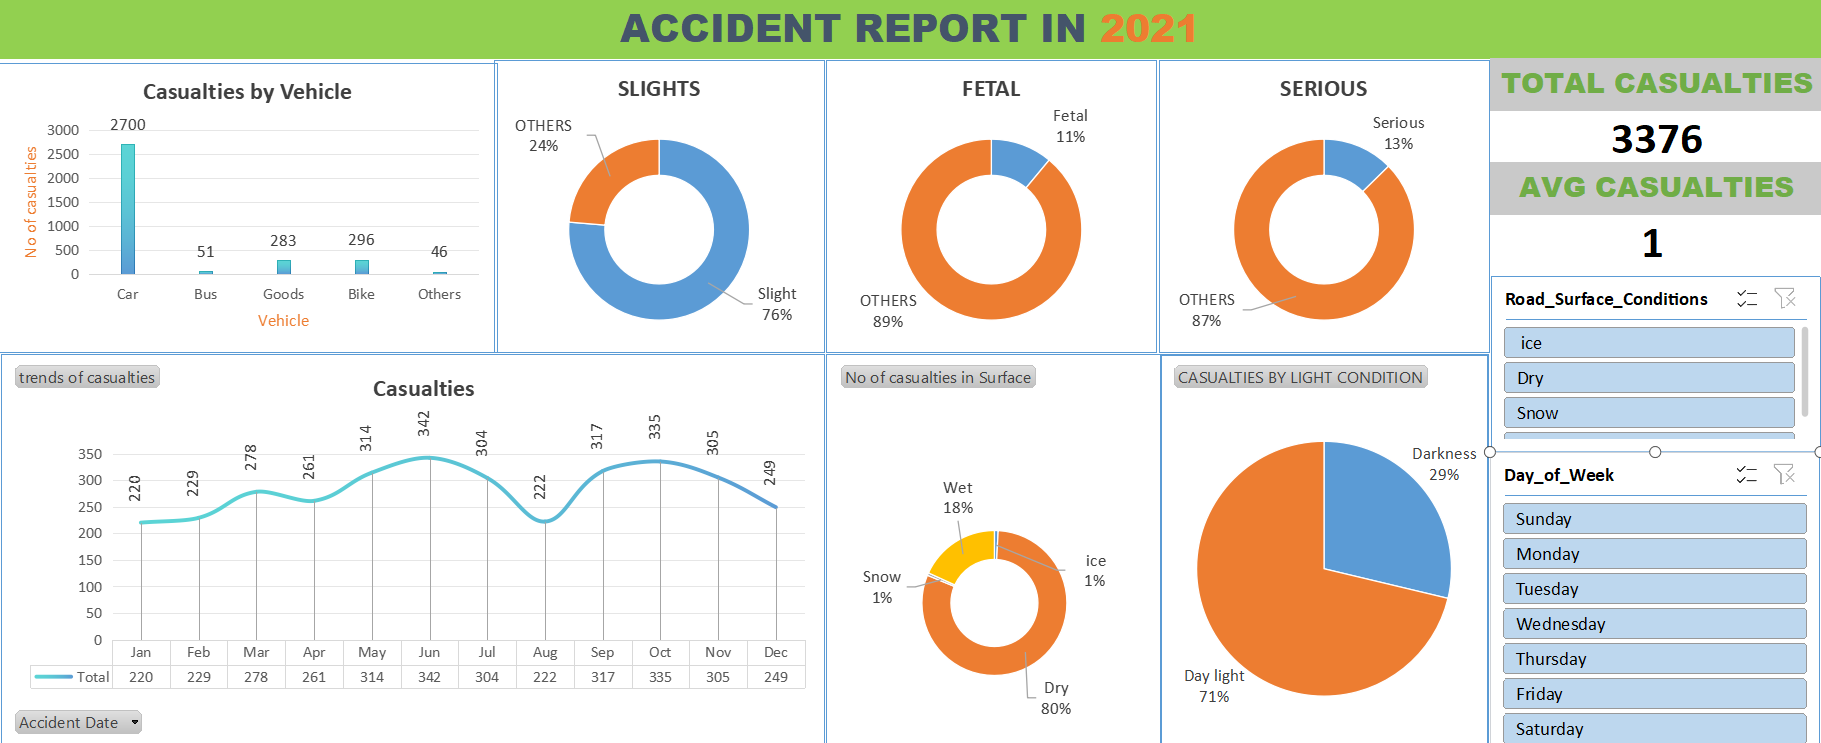 ACCIDENT REPORT IN 2021
Casualties by Vehicle
No of casualties
3000
2500
2000
1500
1000
500
0
2700
51
283
296
46
Car Bus Goods Bike Others
Vehicle
SLIGHTS
OTHERS
24%
Slight
76%
FETAL
Fetal
11%
OTHERS
89%
SERIOUS
Serious
13%
OTHERS
87%
TOTAL CASUALTIES
3376
AVG CASUALTIES
1
Road_Surface_Conditions
ice
Dry
Snow
Day_of_Week
Sunday
Monday
Tuesday
Wednesday
Thursday
Friday
Saturday
trends of casualties
Casualties
350
300
250
200
150
100
50
0
220
229
278
261
314
342
304
222
317
335
305
249
Jan Feb Mar Apr May Jun Jul Aug Sep Oct Nov Dec
Total 220 229 278 261 314 342 304 222 317 335 305 249
Accident Date
No of casualties in Surface
Wet
18%
ice
1%
Snow
1%
Dry
80%
CASUALTIES BY LIGHT CONDITION
Darkness
29%
Day light
71%